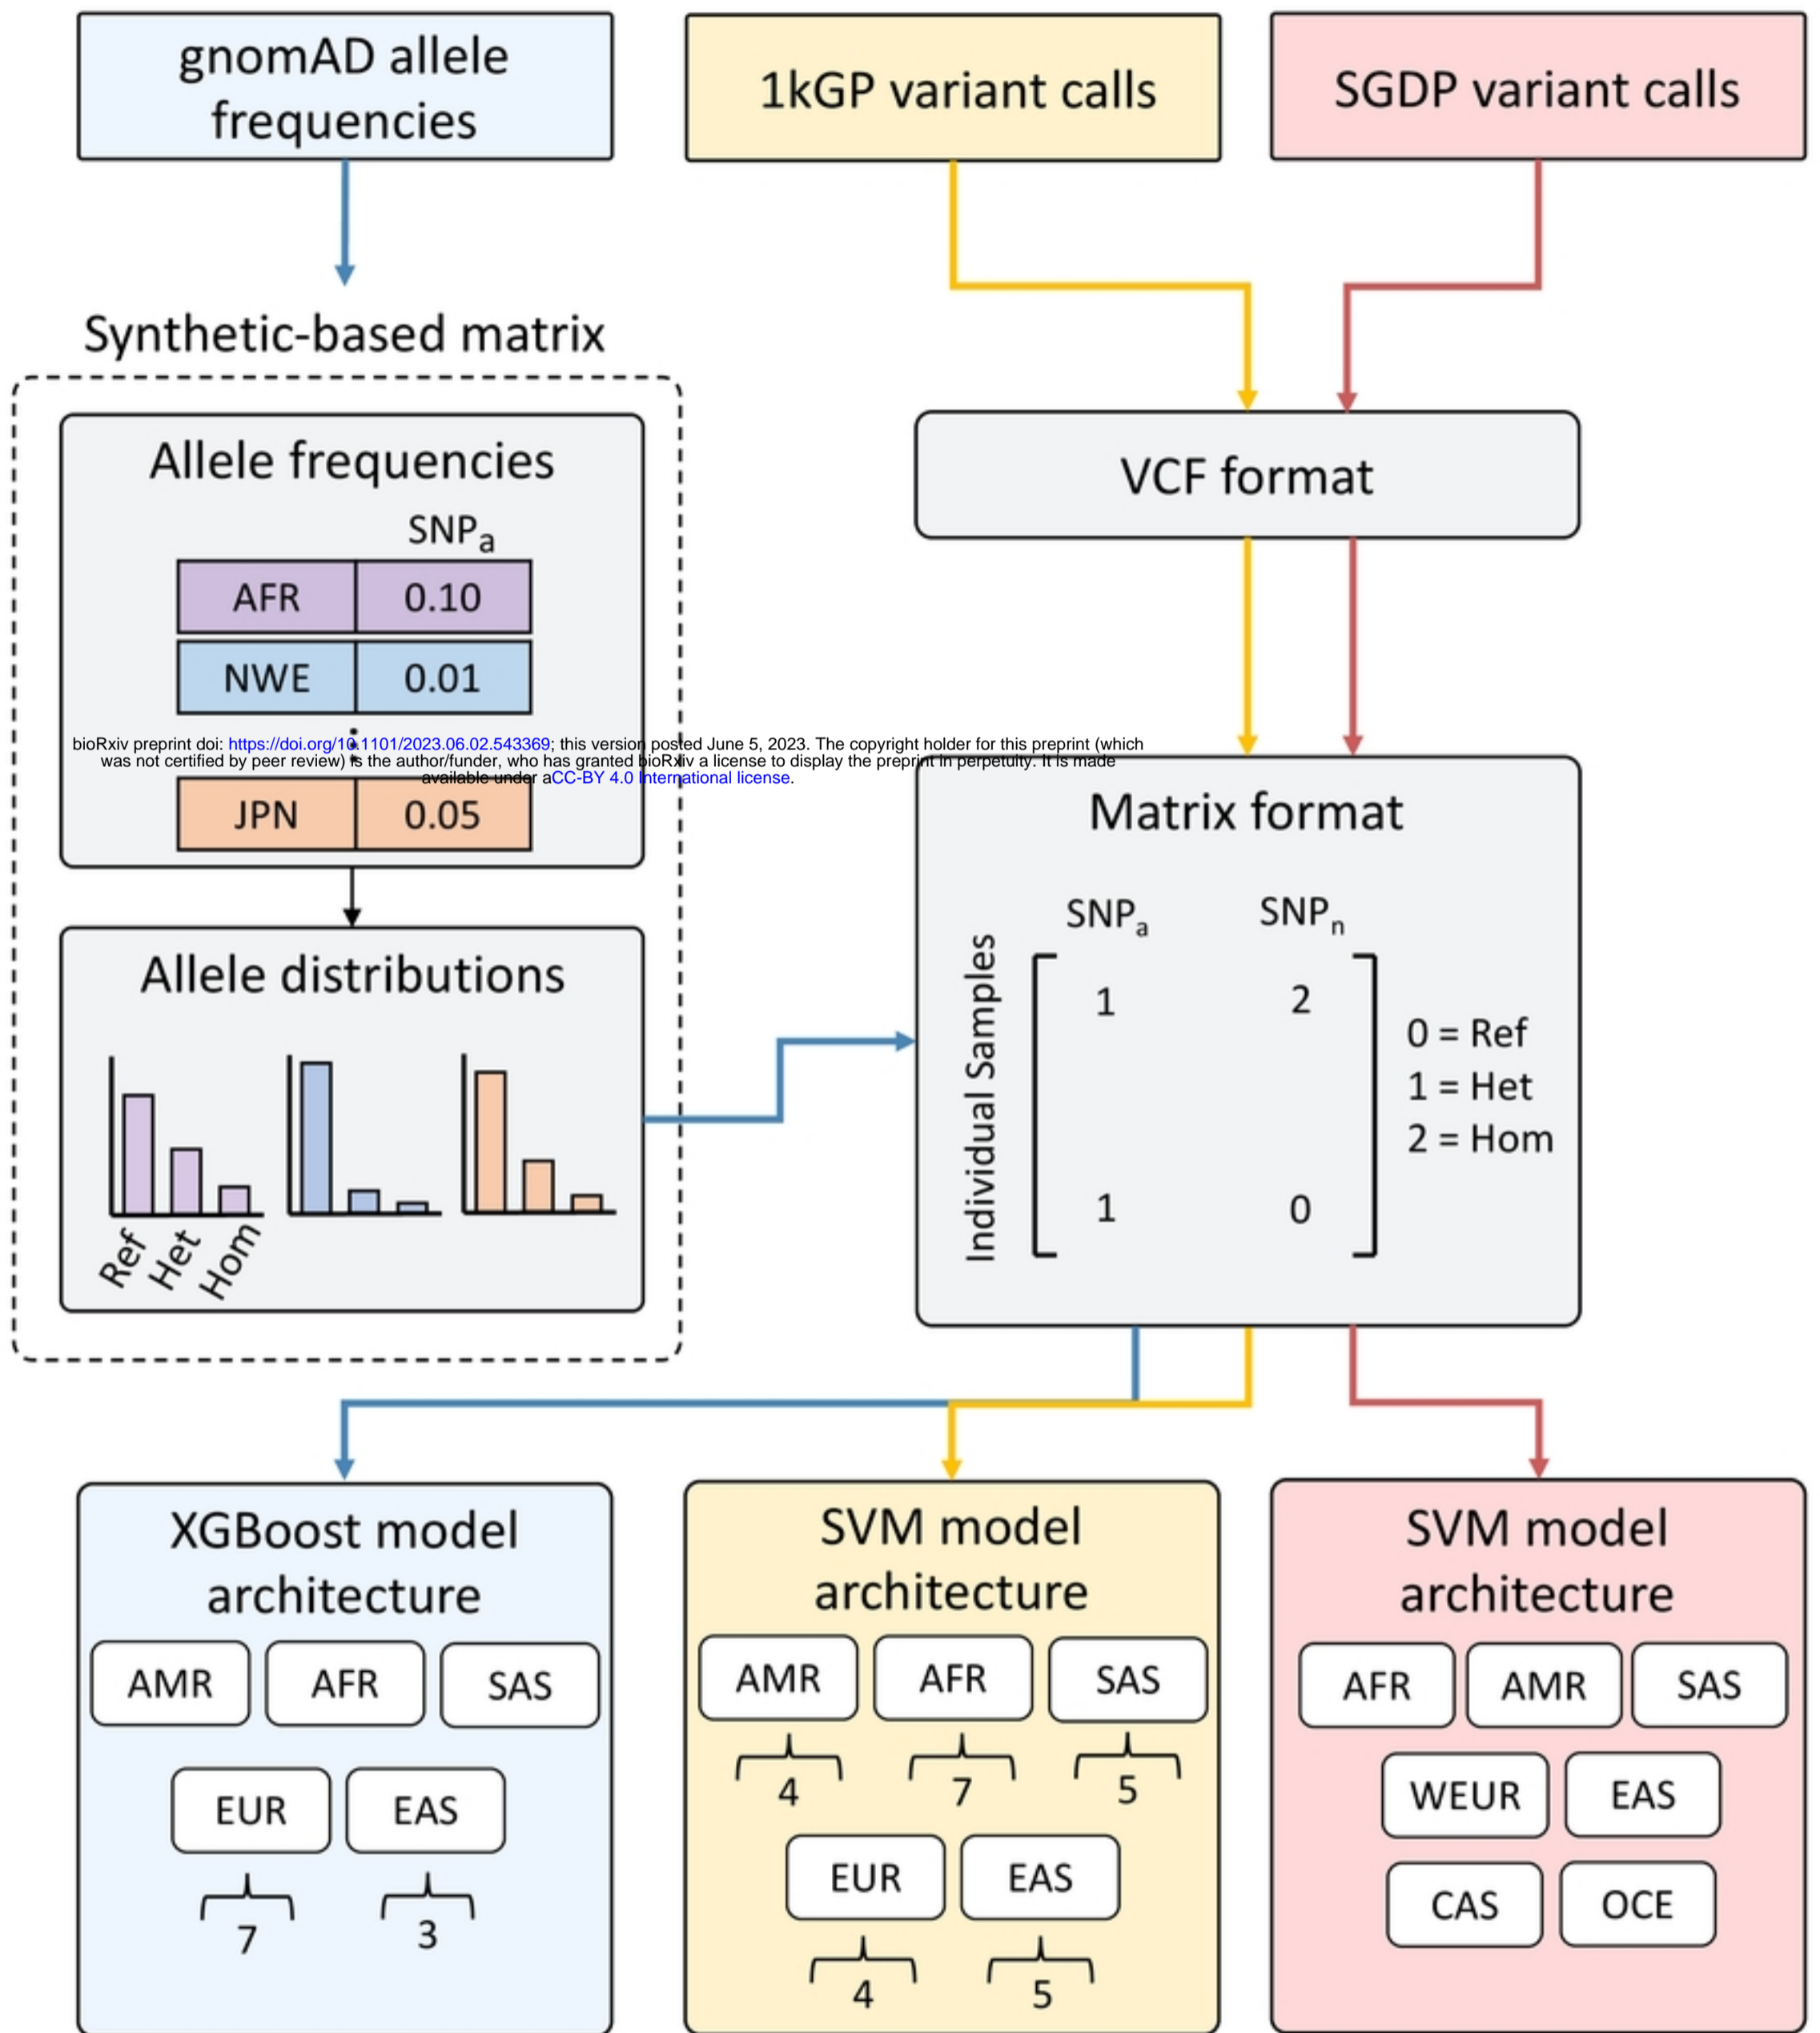 gnomAD allele
frequencies
1kGP variant calls
SGDP variant calls
Synthetic-based matrix
Allele frequencies
SNPa
AFR 0.10
NWE 0.01
JPN 0.05
bioRxiv preprint doi: https://doi.org/10.1101/2023.06.02.543369; this version posted June 5, 2023. The copyright holder for this preprint (which
was not certified by peer review) is the author/funder, who has granted bioRxiv a license to display the preprint in perpetuity. It is made
available under aCC-BY 4.0 International license.
Allele distributions
Ref Het Hom
VCF format
Matrix format
SNPa SNPn
Individual Samples
1 2
1 0
0 = Ref
1 = Het
2 = Hom
XGBoost model
architecture
AMR AFR SAS
EUR EAS
7 3
SVM model
architecture
AMR AFR SAS
4 7 5
EUR EAS
4 5
SVM model
architecture
AFR AMR SAS
WEUR EAS
CAS OCE